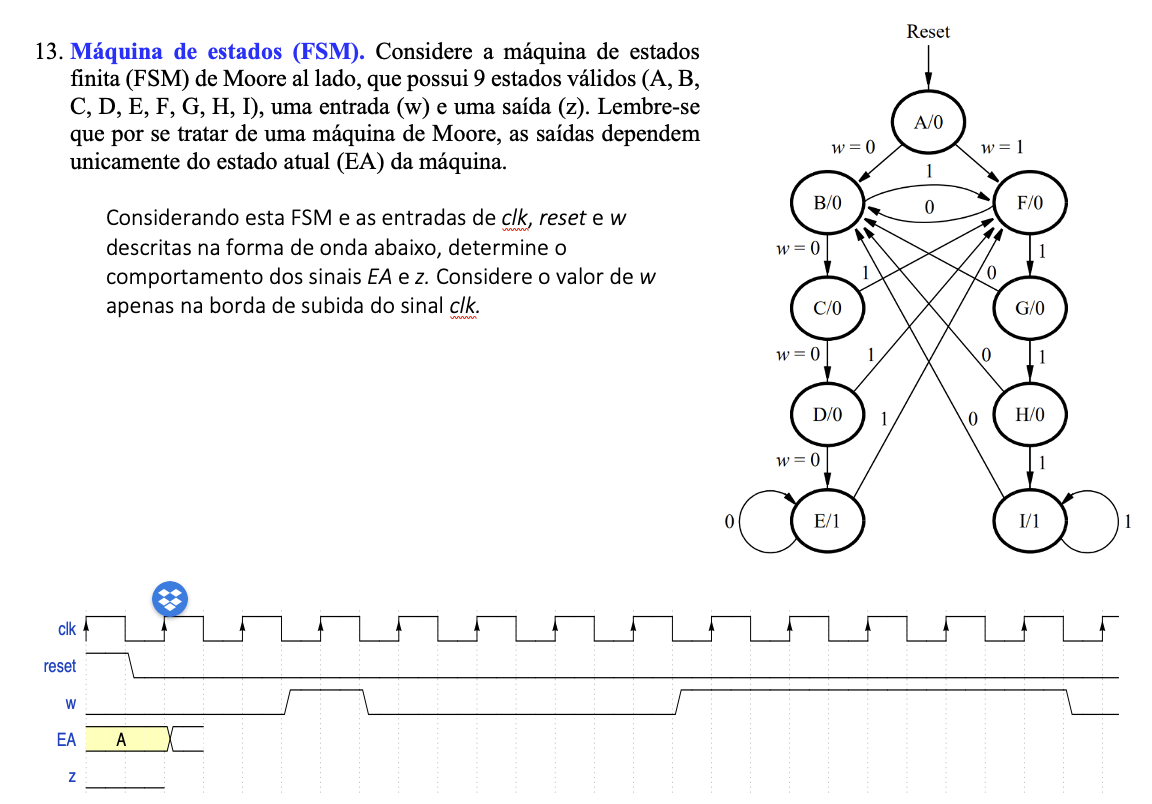 Reset
13. Máquina de estados (FSM). Considere a máquina de estados
finita (FSM) de Moore al lado, que possui 9 estados válidos (A, B,
C, D, E, F, G, H, I), uma entrada (w) e uma saída (z). Lembre-se
que por se tratar de uma máquina de Moore, as saídas dependem
unicamente do estado atual (EA) da máquina.
Considerando esta FSM e as entradas de clk, reset e w
descritas na forma de onda abaixo, determine o
comportamento dos sinais EA e z. Considere o valor de w
apenas na borda de subida do sinal clk.
A/0
w = 0
w = 1
1
B/0
0
F/0
w = 0
1
1
0
C/0
G/0
w = 0
1
0
1
D/0
1
0
H/0
w = 0
1
0
E/1
I/1
1
clk
reset
w
EA
A
z